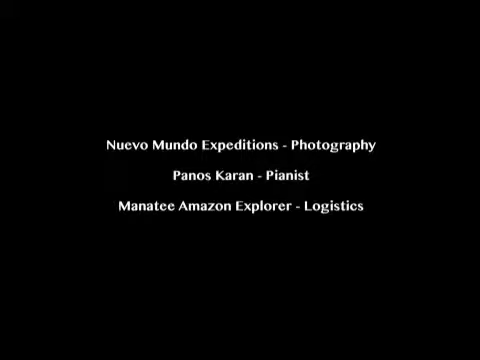 Nuevo Mundo Expeditions - Photography
Panos Karan - Pianist
Manatee Amazon Explorer - Logistics